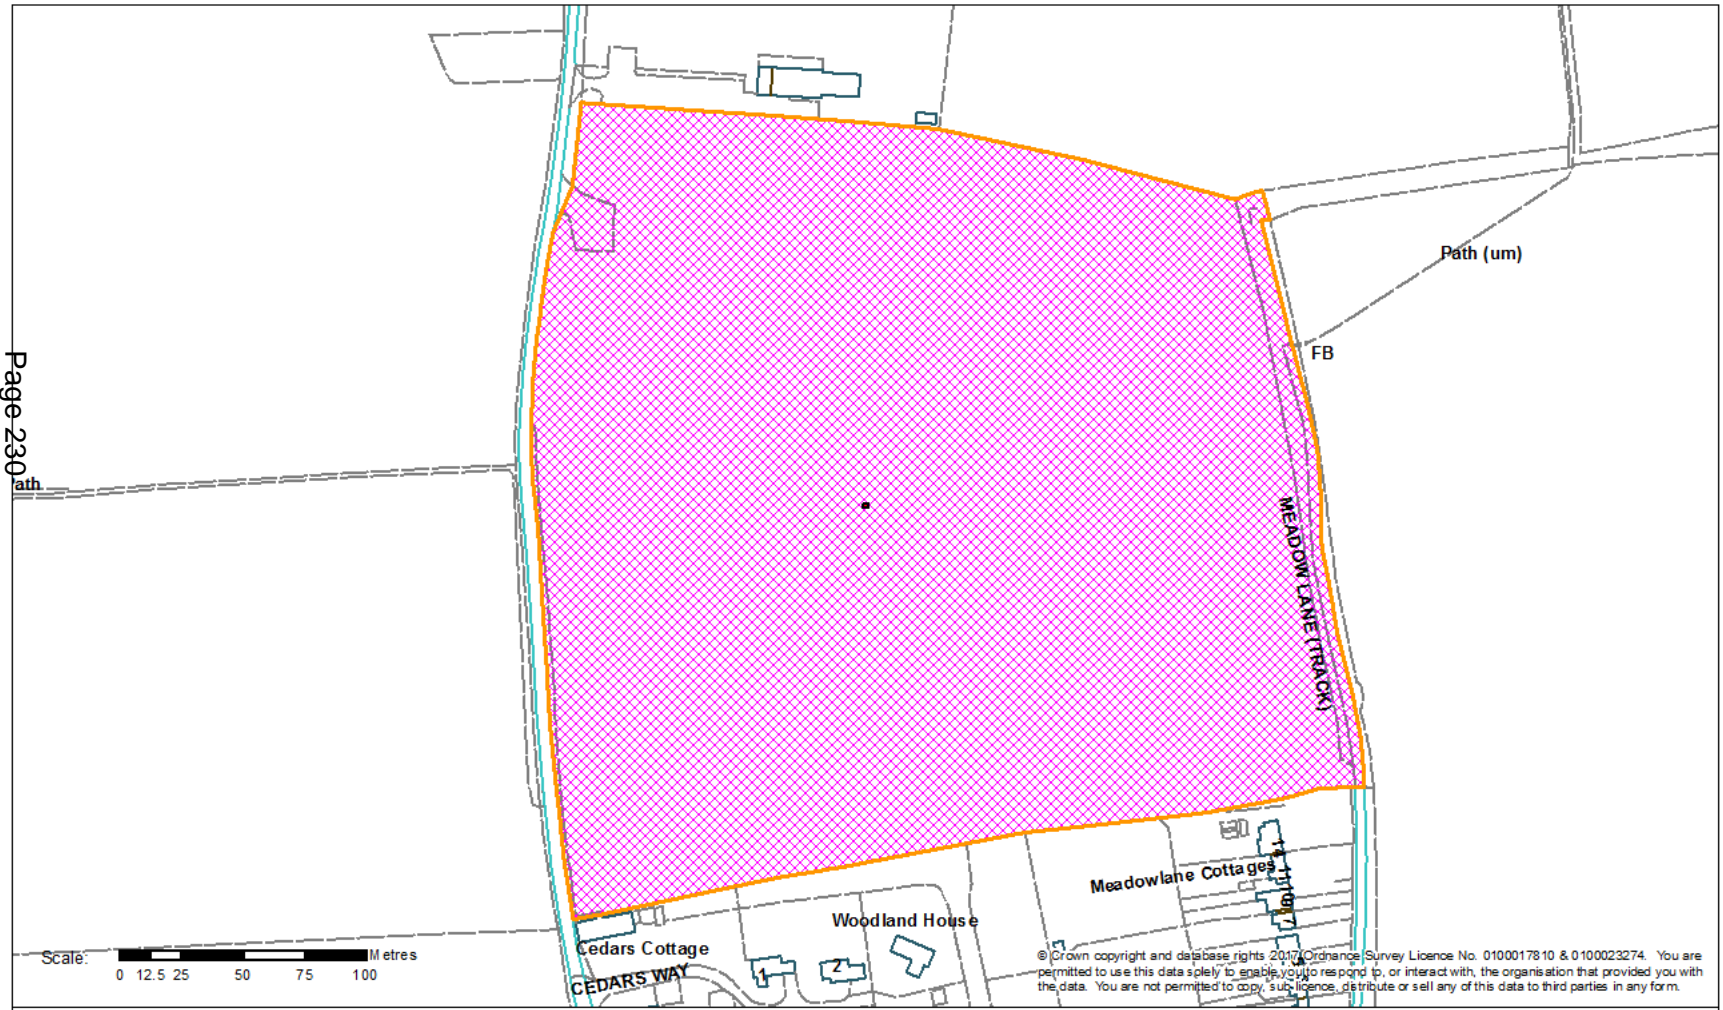 Page 230
ath
Path (um)
FB
MEADOW LANE (TRACK)
Meadowlane Cottages
14
11
10
7
Woodland House
Cedars Cottage
CEDARS WAY
1
2
Scale:
Metres
0 12.5 25 50 75 100
© Crown copyright and database rights 2017 Ordnance Survey Licence No. 0100017810 & 0100023274. You are
permitted to use this data solely to enable you to respond to, or interact with, the organisation that provided you with
the data. You are not permitted to copy, sub-licence, distribute or sell any of this data to third parties in any form.